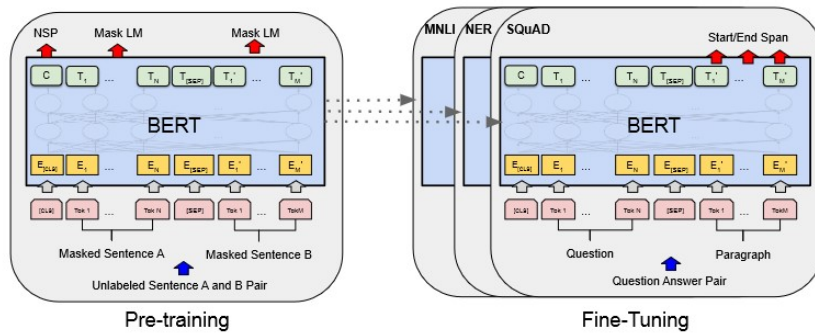 NSP Mask LM Mask LM
C T1 ... TN T[SEP] T1' ... TM'
BERT
E[CLS] E1 ... EN E[SEP] E1' ... EM'
[CLS] Tok 1 ... Tok N [SEP] Tok 1 ... TokM
Masked Sentence A Masked Sentence B
Unlabeled Sentence A and B Pair
Pre-training
MNLI NER SQuAD
Start/End Span
C T1 ... TN T[SEP] T1' ... TM'
BERT
E[CLS] E1 ... EN E[SEP] E1' ... EM'
[CLS] Tok 1 ... Tok N [SEP] Tok 1 ... TokM
Question Paragraph
Question Answer Pair
Fine-Tuning